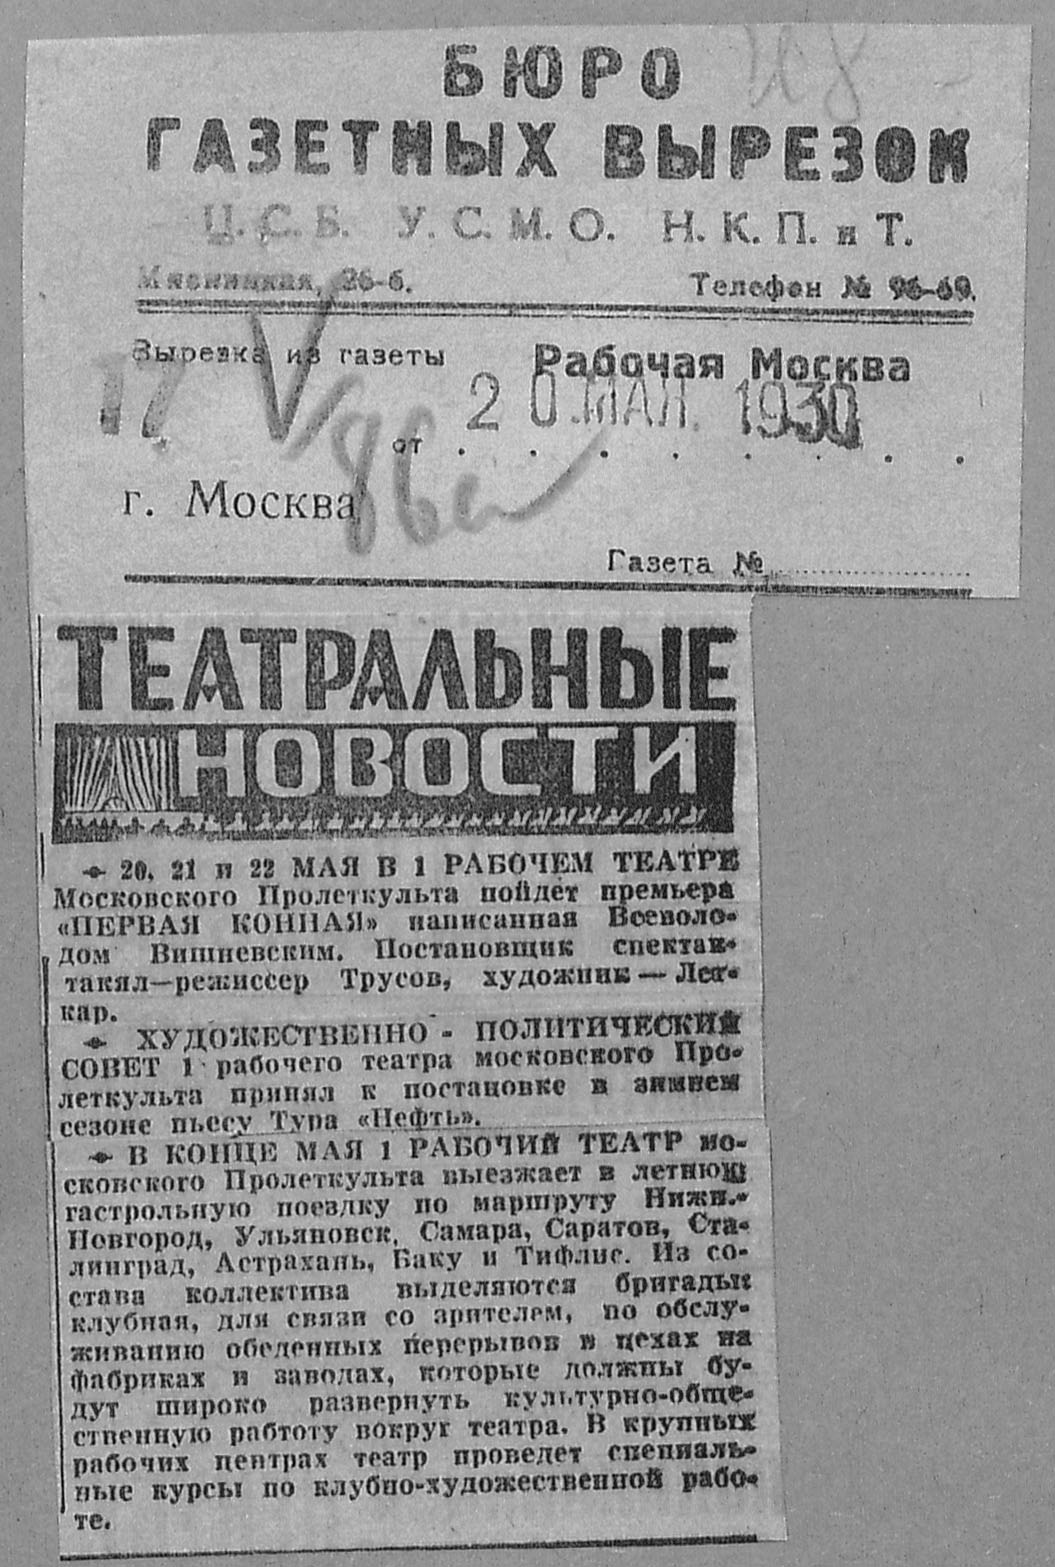 БЮРО
ГАЗЕТНЫХ ВЫРЕЗОК
Ц.С.Б. У.С.М.О. Н.К.П. и Т.
Мясницкая, 26-б. Телефон № 96-69.
Вырезка из газеты Рабочая Москва
17 V
от 20 МАЯ. 1930
г. Москва
Газета №
ТЕАТРАЛЬНЫЕ
НОВОСТИ
20, 21 и 22 МАЯ В 1 РАБОЧЕМ ТЕАТРЕ
Московского Пролеткульта пойдет премьера
«ПЕРВАЯ КОННАЯ» написанная Всеволо-
дом Вишневским. Постановщик спектак-
такля—режиссер Трусов, художник — Лет-
кар.
ХУДОЖЕСТВЕННО - ПОЛИТИЧЕСКИЙ
СОВЕТ 1 рабочего театра московского Про-
леткульта принял к постановке в зимнем
сезоне пьесу Тура «Нефть».
В КОНЦЕ МАЯ 1 РАБОЧИЙ ТЕАТР мо-
сковского Пролеткульта выезжает в летнюю
гастрольную поездку по маршруту Нижн.-
Новгород, Ульяновск, Самара, Саратов, Ста-
линград, Астрахань, Баку и Тифлис. Из со-
става коллектива выделяются бригады:
клубная, для связи со зрителем, по обслу-
живанию обеденных перерывов в цехах на
фабриках и заводах, которые должны бу-
дут широко развернуть культурно-обще-
ственную рабтоту вокруг театра. В крупных
рабочих центрах театр проведет специаль-
ные курсы по клубно-художественной рабо-
те.